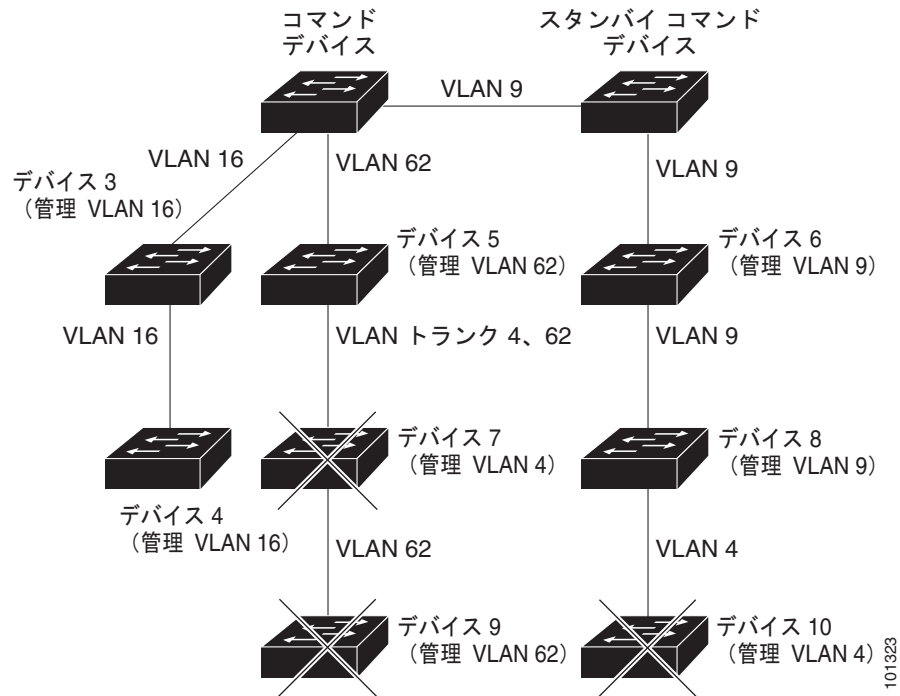 コマンド
デバイス
スタンバイ コマンド
デバイス
VLAN 9
VLAN 16
VLAN 62
VLAN 9
デバイス 3
（管理 VLAN 16）
デバイス 5
（管理 VLAN 62）
デバイス 6
（管理 VLAN 9）
VLAN 16
VLAN トランク 4、62
VLAN 9
デバイス 7
（管理 VLAN 4）
デバイス 8
（管理 VLAN 9）
デバイス 4
（管理 VLAN 16）
VLAN 62
VLAN 4
デバイス 9
（管理 VLAN 62）
デバイス 10
（管理 VLAN 4）
101323